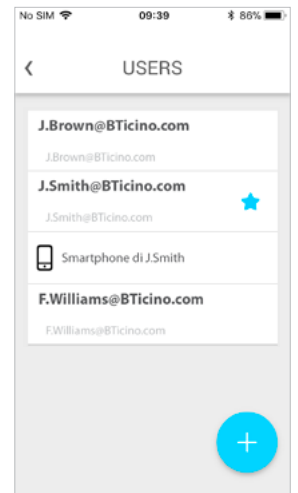 No SIM 09:39 86%
USERS
J.Brown@BTicino.com
J.Brown@BTicino.com
J.Smith@BTicino.com
J.Smith@BTicino.com
Smartphone di J.Smith
F.Williams@BTicino.com
F.Williams@BTicino.com